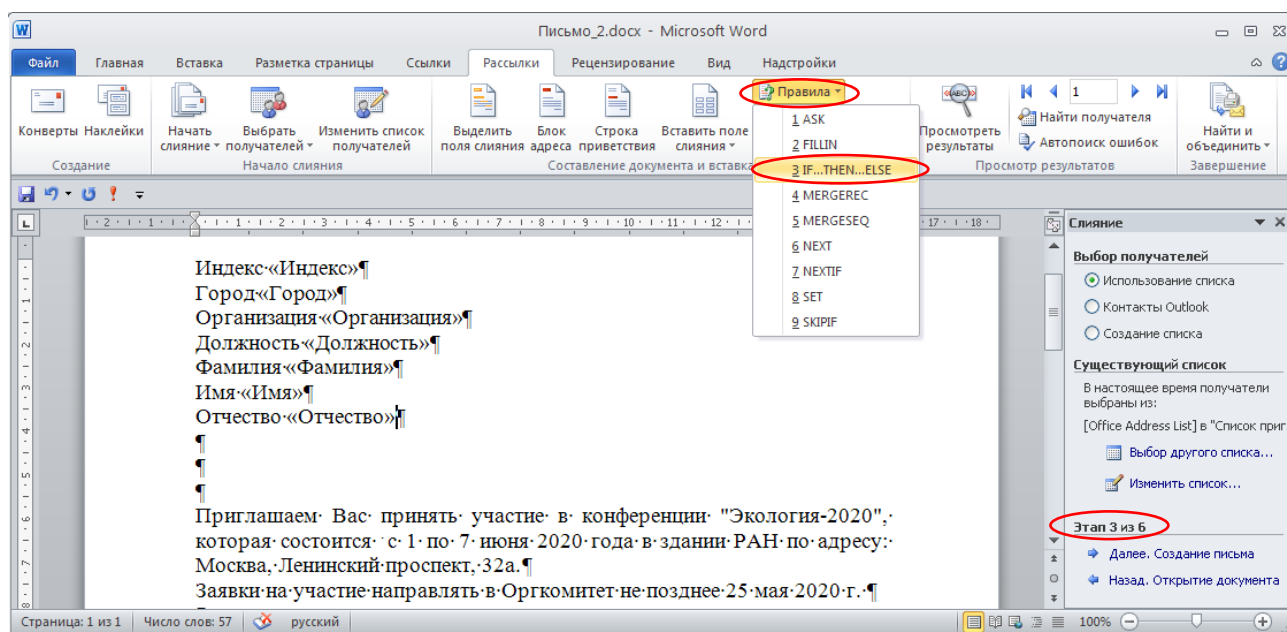 Письмо_2.docx - Microsoft Word
Файл Главная Вставка Разметка страницы Ссылки Рассылки Рецензирование Вид Надстройки
Конверты Наклейки
Создание
Начать слияние
Выбрать получателей
Изменить список получателей
Начало слияния
Выделить поля слияния
Блок адреса
Строка приветствия
Вставить поле слияния
Составление документа и вставка
Правила
1 ASK
2 FILLIN
3 IF...THEN...ELSE
4 MERGEREC
5 MERGESEQ
6 NEXT
7 NEXTIF
8 SET
9 SKIPIF
Просмотреть результаты
1
Найти получателя
Автопоиск ошибок
Просмотр результатов
Найти и объединить
Завершение
Индекс·«Индекс»¶
Город«Город»¶
Организация·«Организация»¶
Должность·«Должность»¶
Фамилия·«Фамилия»¶
Имя·«Имя»¶
Отчество·«Отчество»¶
¶
¶
¶
Приглашаем· Вас· принять· участие· в· конференции· "Экология-2020",·
которая· состоится· ·с·1·по·7·июня·2020·года·в·здании·РАН·по·адресу:·
Москва,·Ленинский·проспект,·32а.¶
Заявки·на·участие·направлять·в·Оргкомитет·не·позднее·25·мая·2020·г.·¶
Слияние
Выбор получателей
Использование списка
Контакты Outlook
Создание списка
Существующий список
В настоящее время получатели
выбраны из:
[Office Address List] в "Список приг
Выбор другого списка...
Изменить список...
Этап 3 из 6
Далее. Создание письма
Назад. Открытие документа
Страница: 1 из 1 Число слов: 57 русский 100%